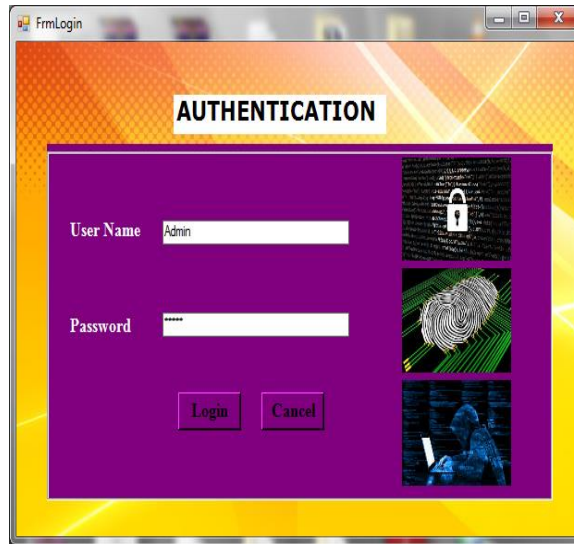 FrmLogin
AUTHENTICATION
User Name Admin
Password *****
Login Cancel